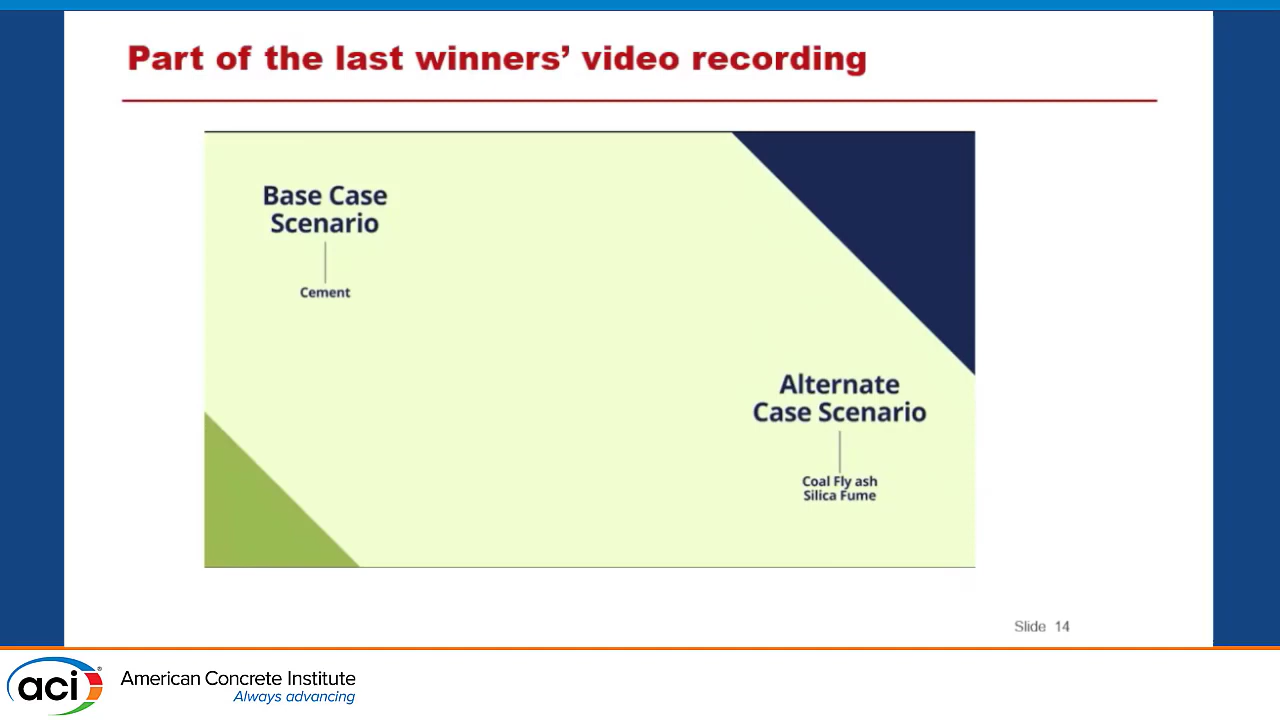 Part of the last winners' video recording
Base Case
Scenario
Cement
Alternate
Case Scenario
Coal Fly ash
Silica Fume
Slide 14
aci®
American Concrete Institute
Always advancing